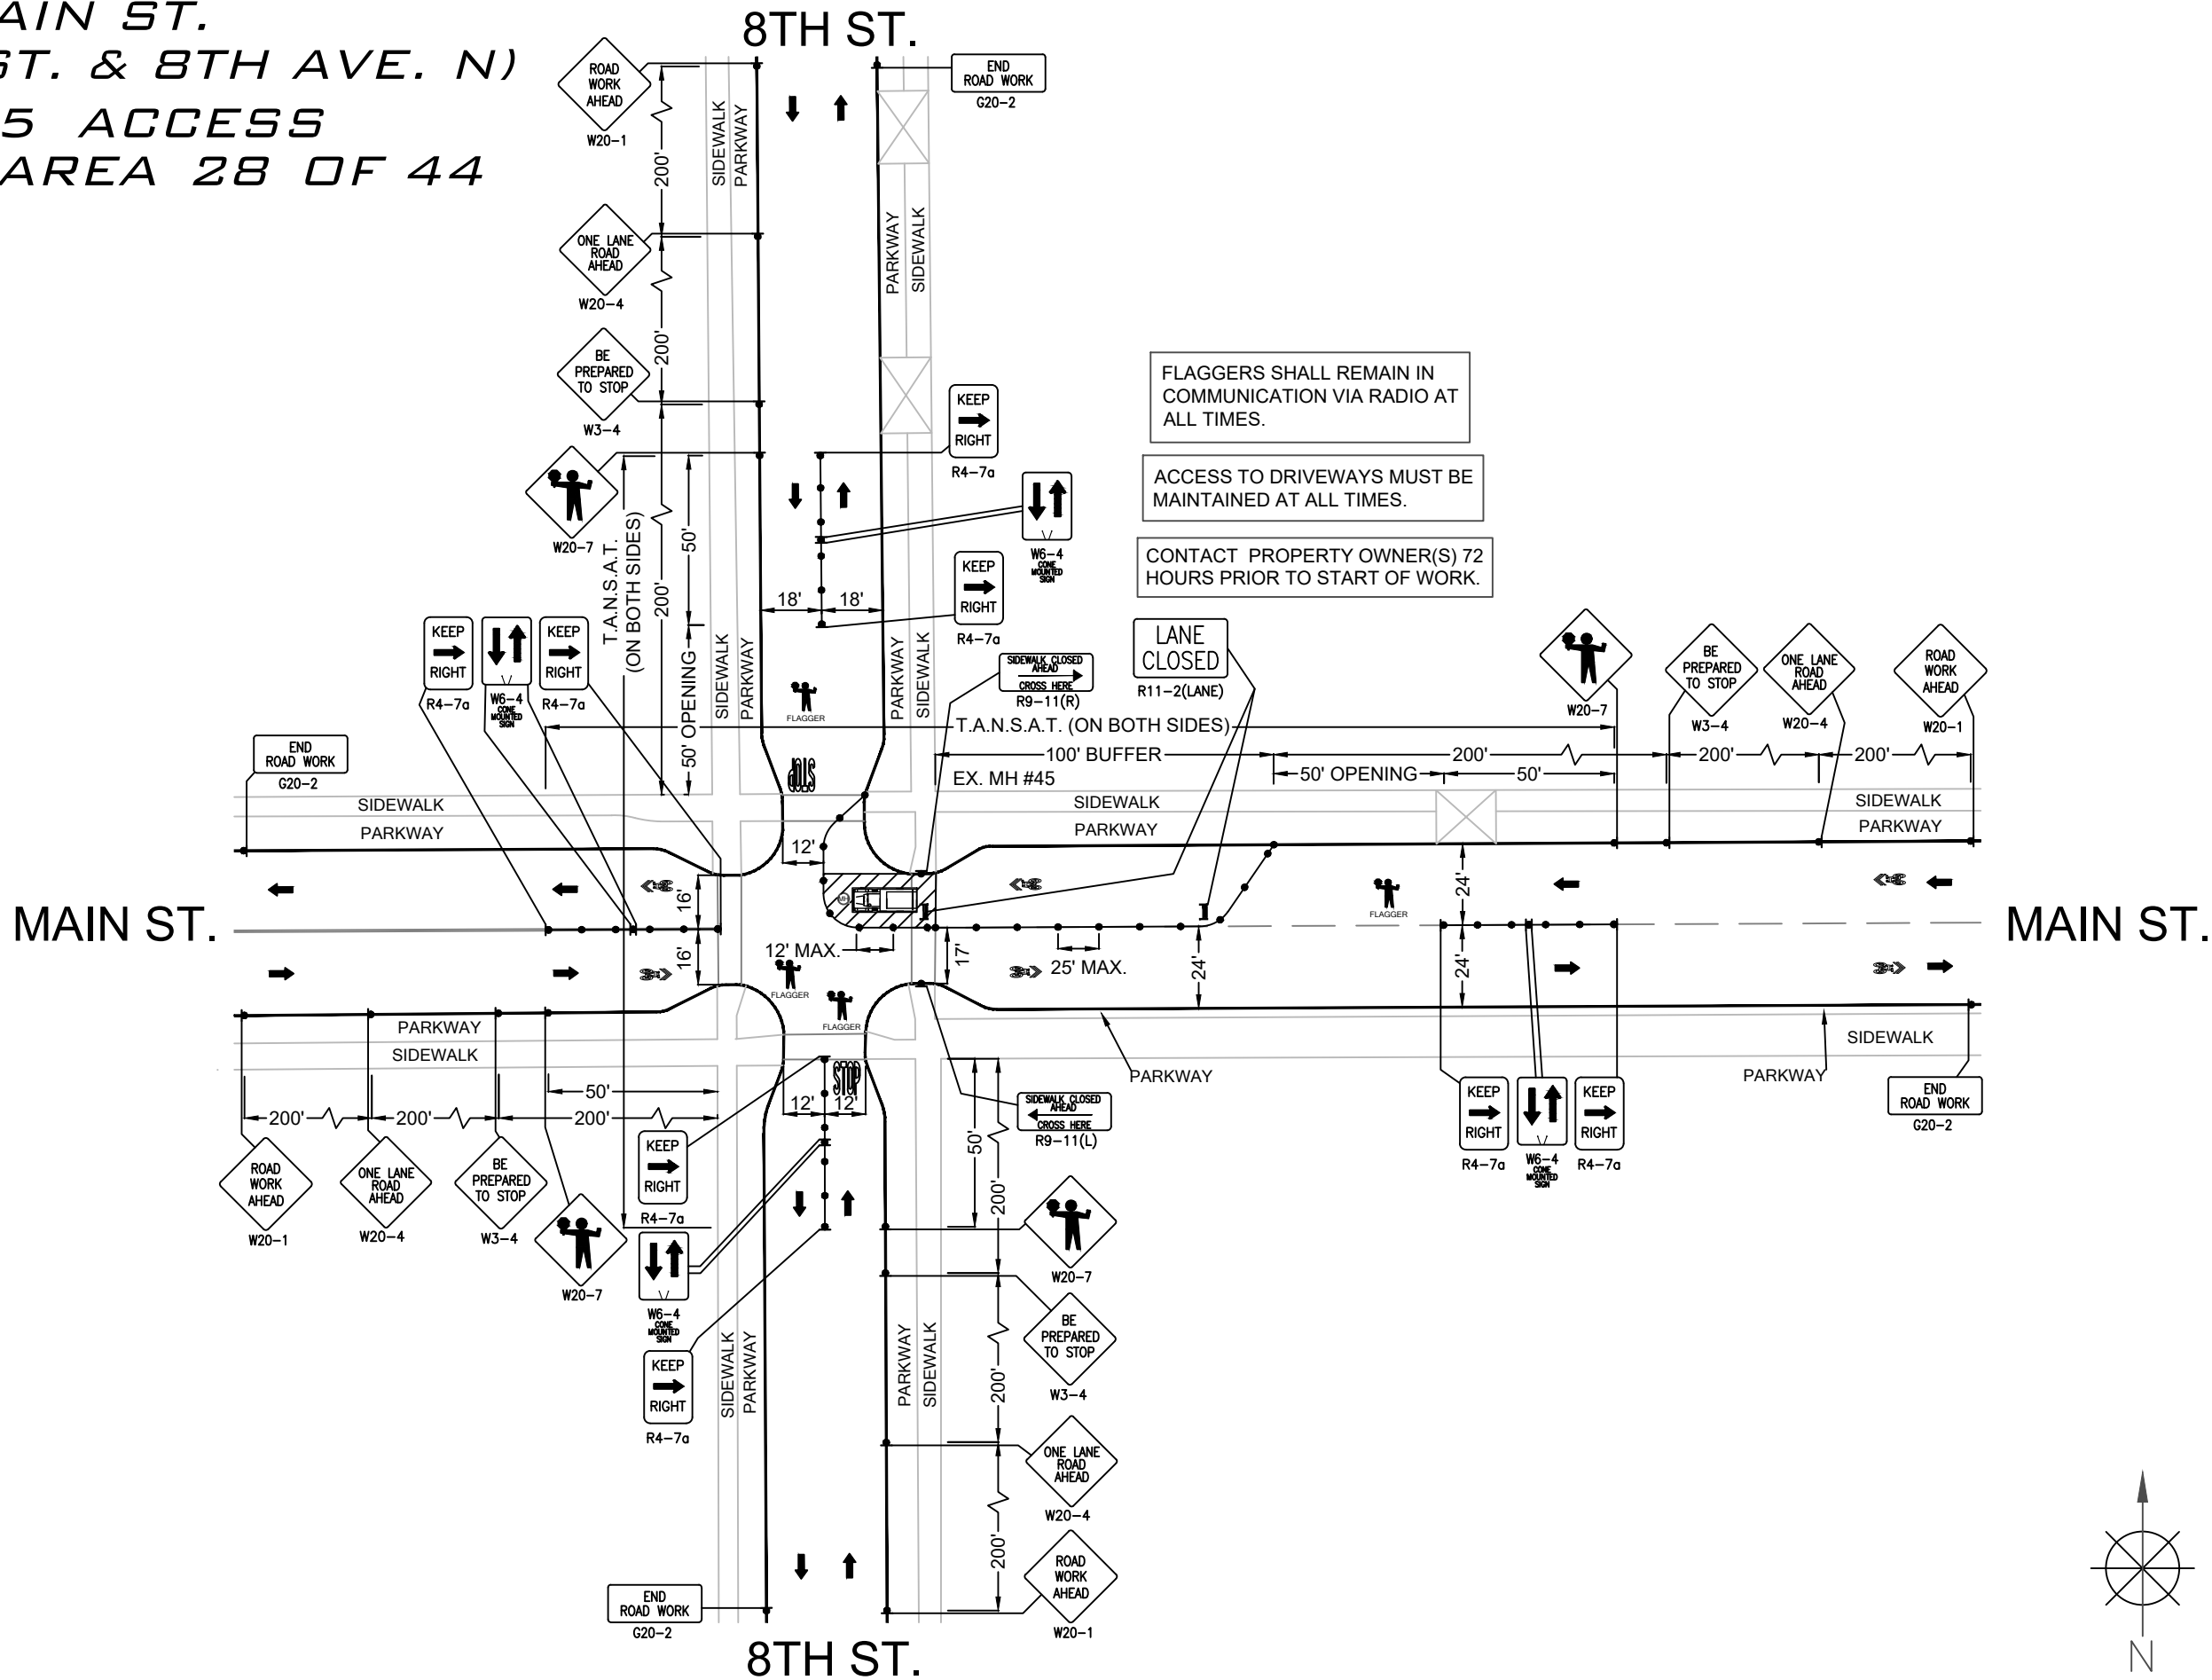 AIN ST.
ST. & 8TH AVE. N)
5 ACCESS
AREA 28 OF 44
8TH ST.
ROAD
WORK
AHEAD
W20-1
END
ROAD WORK
G20-2
200'
SIDEWALK
PARKWAY
ONE LANE
ROAD
AHEAD
W20-4
PARKWAY
SIDEWALK
200'
BE
PREPARED
TO STOP
W3-4
FLAGGERS SHALL REMAIN IN
COMMUNICATION VIA RADIO AT
ALL TIMES.
KEEP
RIGHT
R4-7a
ACCESS TO DRIVEWAYS MUST BE
MAINTAINED AT ALL TIMES.
W20-7
T.A.N.S.A.T.
(ON BOTH SIDES)
200'
50'
W6-4
CONE
MOUNTED
SIGN
CONTACT PROPERTY OWNER(S) 72
HOURS PRIOR TO START OF WORK.
KEEP
RIGHT
R4-7a
18'
18'
KEEP
RIGHT
R4-7a
W6-4
CONE
MOUNTED
SIGN
KEEP
RIGHT
R4-7a
50' OPENING
SIDEWALK
PARKWAY
PARKWAY
SIDEWALK
FLAGGER
SIDEWALK CLOSED
AHEAD
CROSS HERE
R9-11(R)
LANE
CLOSED
R11-2(LANE)
W20-7
BE
PREPARED
TO STOP
W3-4
ONE LANE
ROAD
AHEAD
W20-4
ROAD
WORK
AHEAD
W20-1
T.A.N.S.A.T. (ON BOTH SIDES)
END
ROAD WORK
G20-2
100' BUFFER
200'
200'
200'
STOP
EX. MH #45
50' OPENING
50'
SIDEWALK
PARKWAY
SIDEWALK
PARKWAY
SIDEWALK
PARKWAY
12'
16'
MH
24'
FLAGGER
MAIN ST.
MAIN ST.
16'
12' MAX.
17'
25' MAX.
24'
24'
FLAGGER
FLAGGER
PARKWAY
SIDEWALK
SIDEWALK
PARKWAY
PARKWAY
STOP
50'
12'
12'
200'
200'
200'
SIDEWALK CLOSED
AHEAD
CROSS HERE
R9-11(L)
50'
200'
KEEP
RIGHT
R4-7a
W6-4
CONE
MOUNTED
SIGN
KEEP
RIGHT
R4-7a
END
ROAD WORK
G20-2
ROAD
WORK
AHEAD
W20-1
ONE LANE
ROAD
AHEAD
W20-4
BE
PREPARED
TO STOP
W3-4
W20-7
KEEP
RIGHT
R4-7a
W6-4
CONE
MOUNTED
SIGN
KEEP
RIGHT
R4-7a
W20-7
SIDEWALK
PARKWAY
PARKWAY
SIDEWALK
200'
BE
PREPARED
TO STOP
W3-4
ONE LANE
ROAD
AHEAD
W20-4
200'
ROAD
WORK
AHEAD
W20-1
END
ROAD WORK
G20-2
8TH ST.
N